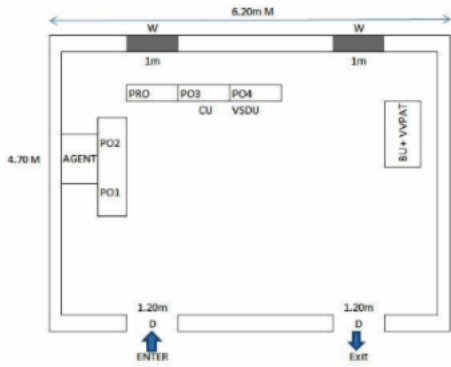 6.20m M
W W
1m 1m
PRO PO3 PO4
CU VSDU
BU+ VVPAT
PO2
4.70 M
AGENT
PO1
1.20m 1.20m
D D
ENTER Exit